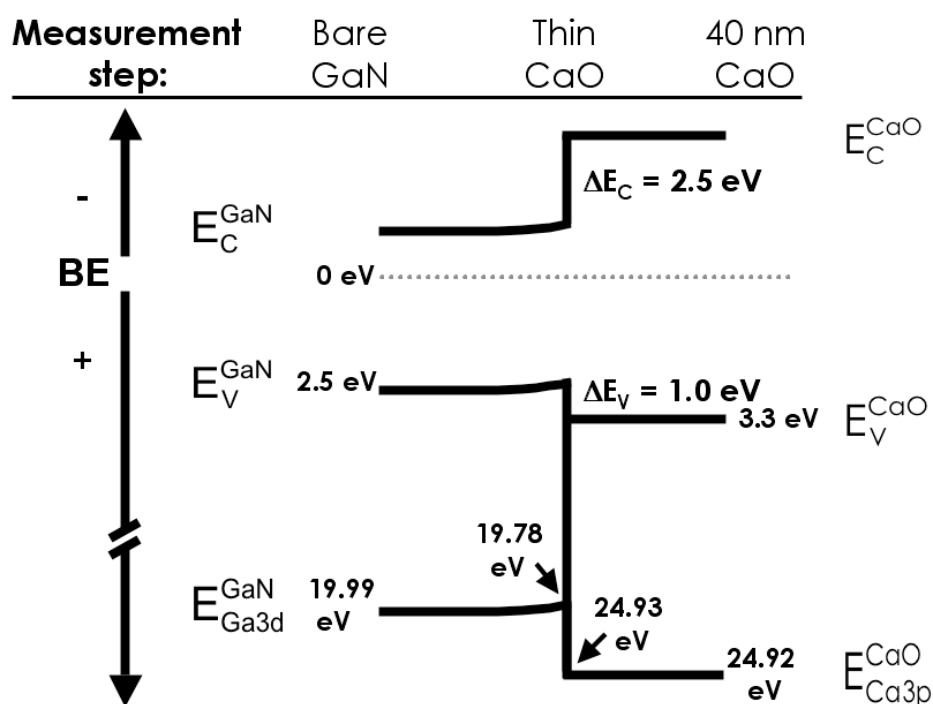 Measurement step:
Bare GaN
Thin CaO
40 nm CaO
E_C^CaO
-
ΔE_C = 2.5 eV
E_C^GaN
BE
0 eV
+
E_V^GaN
2.5 eV
ΔE_V = 1.0 eV
3.3 eV
E_V^CaO
19.78
eV
E_Ga3d^GaN
19.99
eV
24.93
eV
24.92
eV
E_Ca3p^CaO